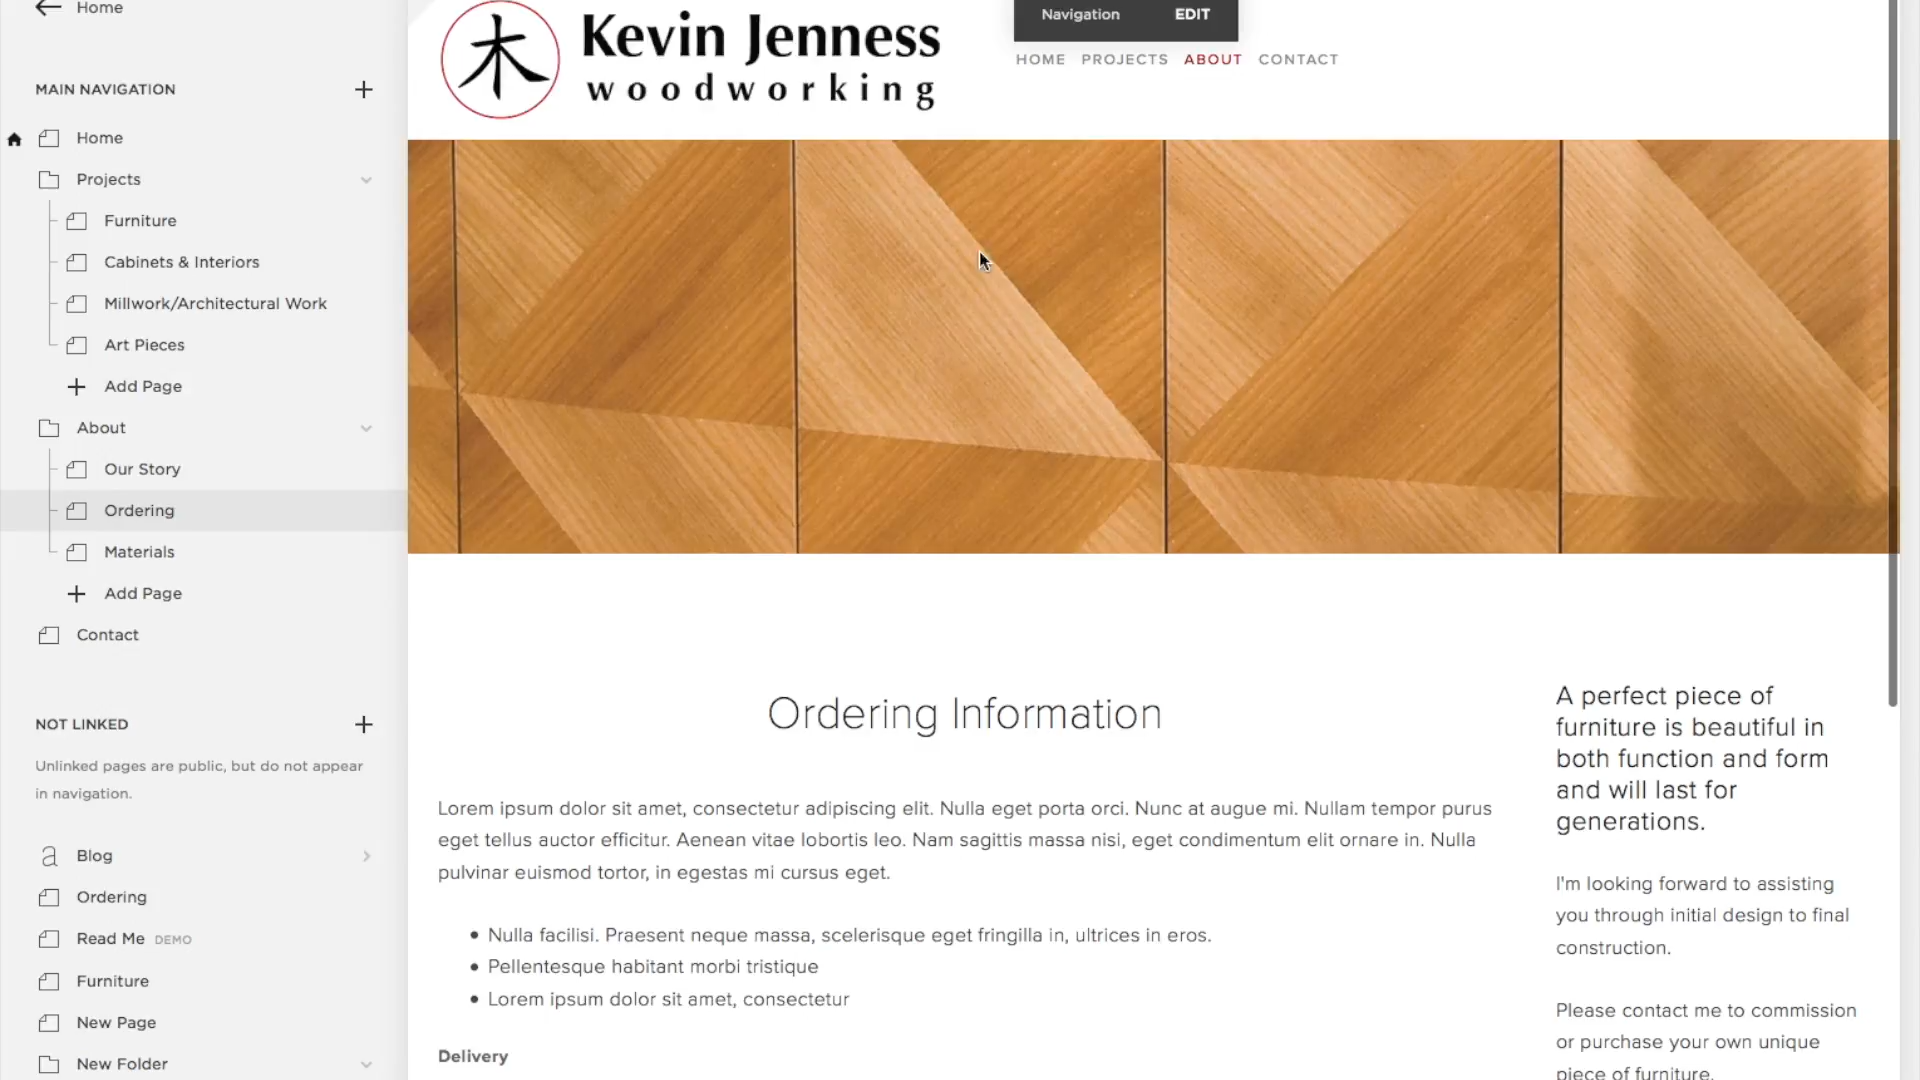 Home
MAIN NAVIGATION
Home
Projects
Furniture
Cabinets & Interiors
Millwork/Architectural Work
Art Pieces
Add Page
About
Our Story
Ordering
Materials
Add Page
Contact
NOT LINKED
Unlinked pages are public, but do not appear
in navigation.
Blog
Ordering
Read Me DEMO
Furniture
New Page
New Folder
木
Kevin Jenness
woodworking
Navigation EDIT
HOME PROJECTS ABOUT CONTACT
Ordering Information
Lorem ipsum dolor sit amet, consectetur adipiscing elit. Nulla eget porta orci. Nunc at augue mi. Nullam tempor purus
eget tellus auctor efficitur. Aenean vitae lobortis leo. Nam sagittis massa nisi, eget condimentum elit ornare in. Nulla
pulvinar euismod tortor, in egestas mi cursus eget.
• Nulla facilisi. Praesent neque massa, scelerisque eget fringilla in, ultrices in eros.
• Pellentesque habitant morbi tristique
• Lorem ipsum dolor sit amet, consectetur
Delivery
A perfect piece of
furniture is beautiful in
both function and form
and will last for
generations.
I'm looking forward to assisting
you through initial design to final
construction.
Please contact me to commission
or purchase your own unique
piece of furniture.